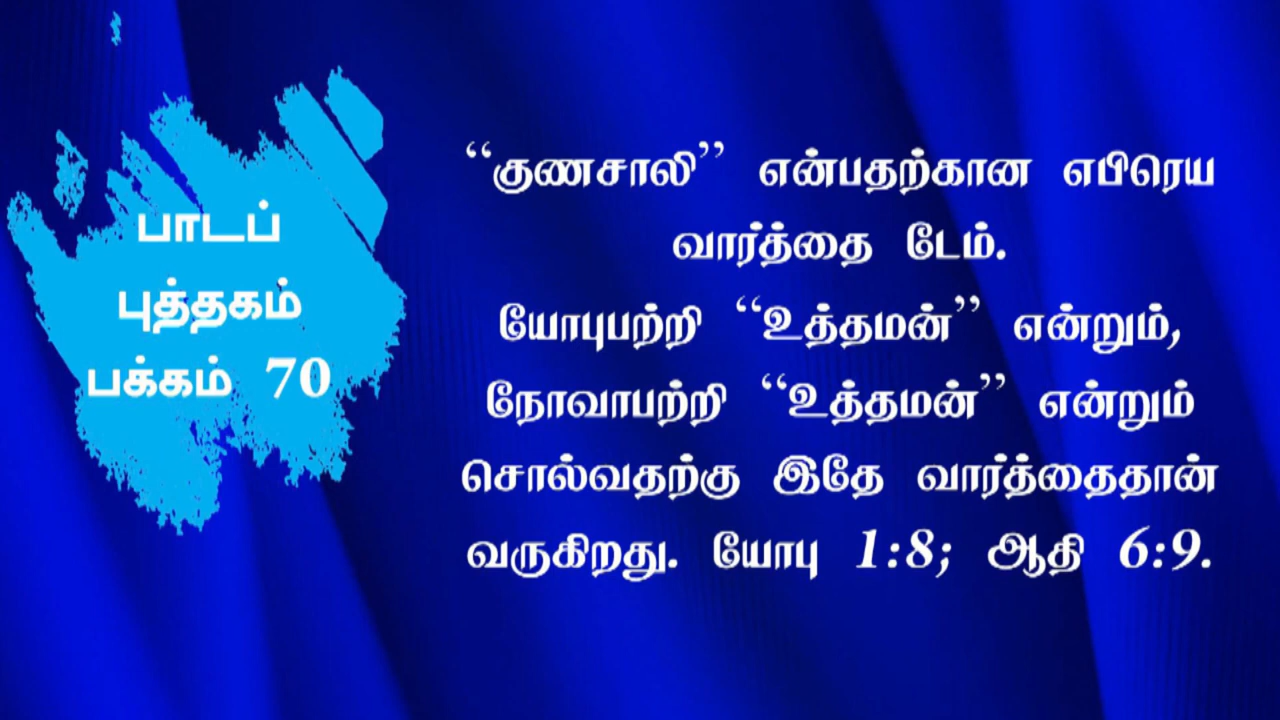 பாடப்
புத்தகம்
பக்கம் 70
“குணசாலி” என்பதற்கான எபிரெய
வார்த்தை டேம்.
யோபுபற்றி “உத்தமன்” என்றும்,
நோவாபற்றி “உத்தமன்” என்றும்
சொல்வதற்கு இதே வார்த்தைதான்
வருகிறது. யோபு 1:8; ஆதி 6:9.